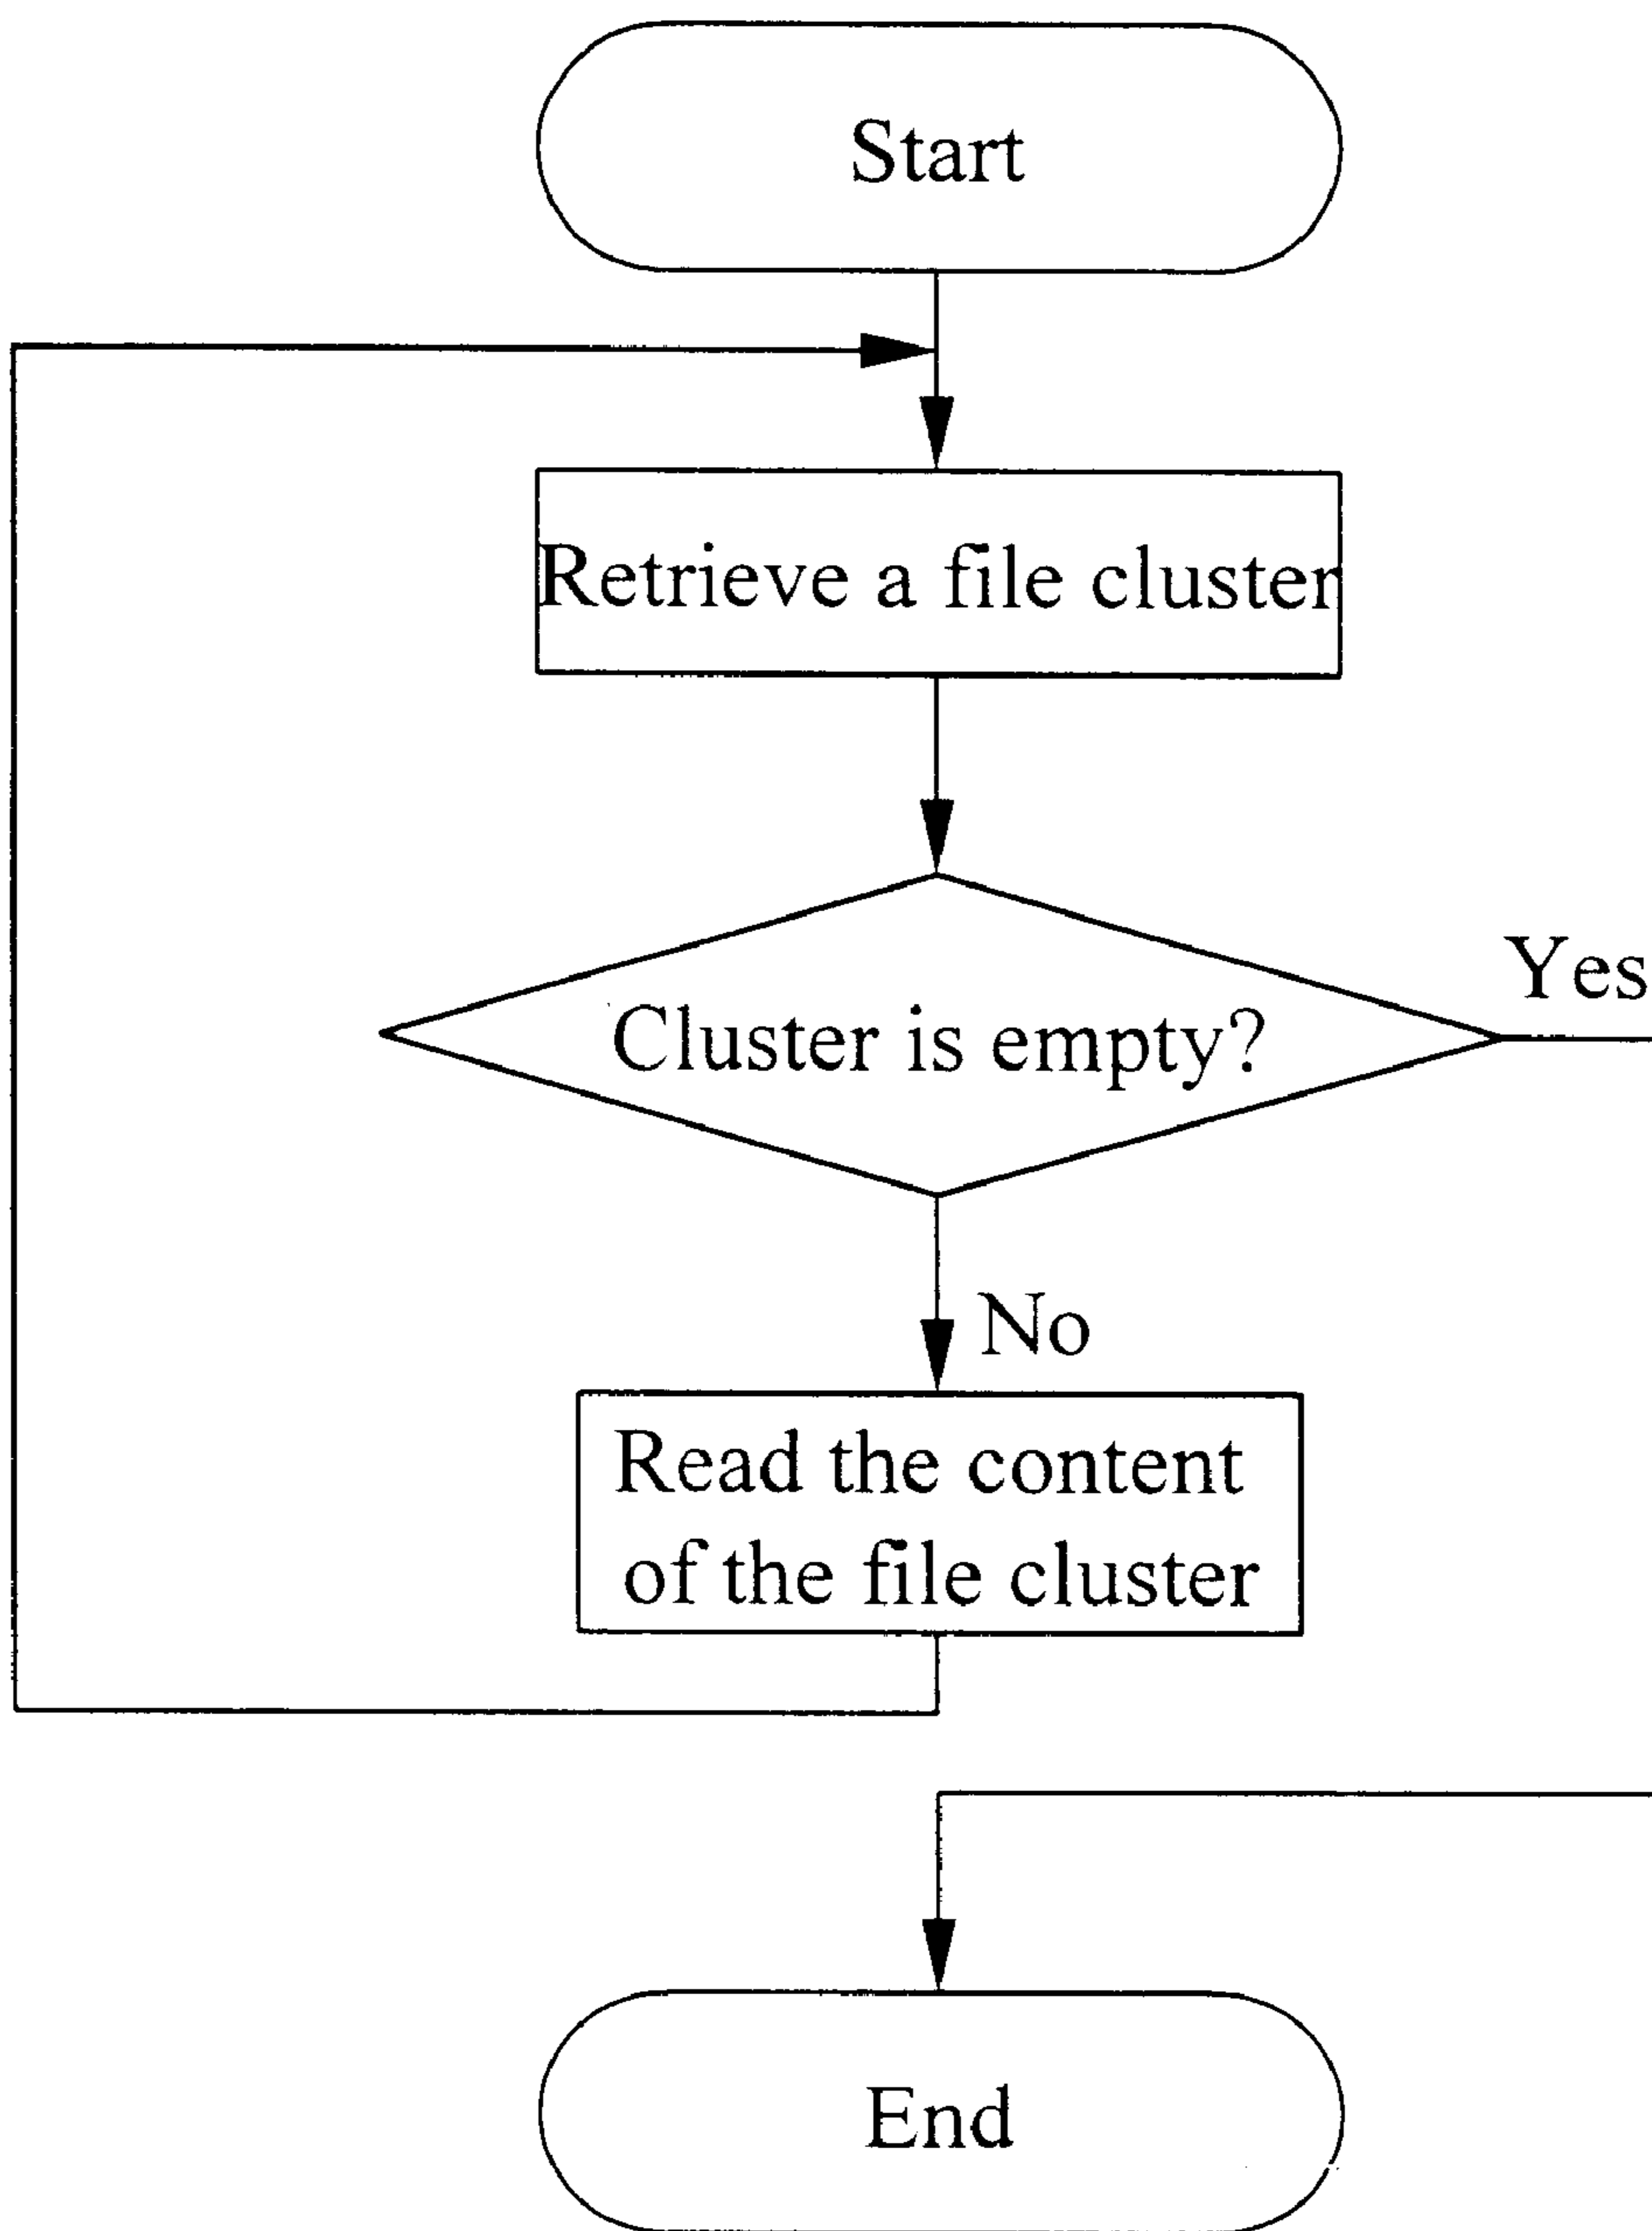 Start
Retrieve a file cluster
Yes
Cluster is empty?
No
Read the content
of the file cluster
End